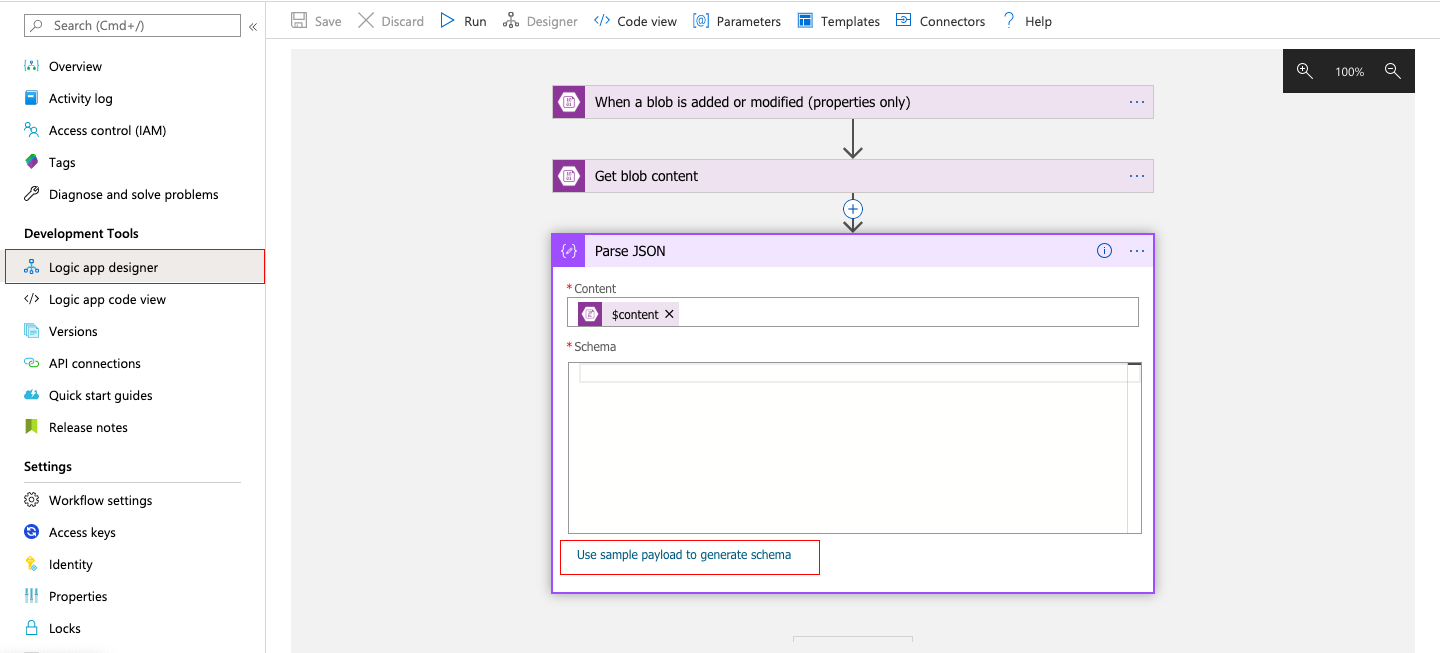 Search (Cmd+/) «
Save Discard Run Designer </> Code view [@] Parameters Templates Connectors ? Help
Overview
Activity log
Access control (IAM)
Tags
Diagnose and solve problems
Development Tools
Logic app designer
</> Logic app code view
Versions
API connections
Quick start guides
Release notes
Settings
Workflow settings
Access keys
Identity
Properties
Locks
100%
When a blob is added or modified (properties only) ...
Get blob content ...
Parse JSON ...
* Content
$content ×
* Schema
Use sample payload to generate schema